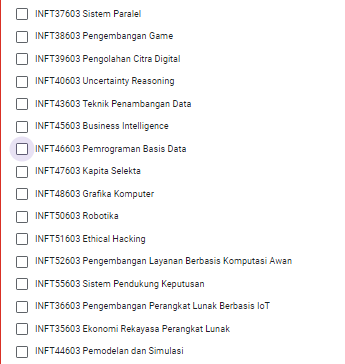 INFT37603 Sistem Paralel
INFT38603 Pengembangan Game
INFT39603 Pengolahan Citra Digital
INFT40603 Uncertainty Reasoning
INFT43603 Teknik Penambangan Data
INFT45603 Business Intelligence
INFT46603 Pemrograman Basis Data
INFT47603 Kapita Selekta
INFT48603 Grafika Komputer
INFT50603 Robotika
INFT51603 Ethical Hacking
INFT52603 Pengembangan Layanan Berbasis Komputasi Awan
INFT55603 Sistem Pendukung Keputusan
INFT36603 Pengembangan Perangkat Lunak Berbasis IoT
INFT35603 Ekonomi Rekayasa Perangkat Lunak
INFT44603 Pemodelan dan Simulasi